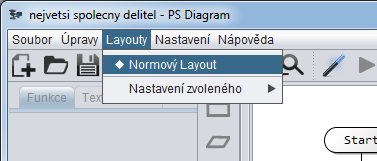 nejvetsi spolecny delitel - PS Diagram
Soubor Úpravy Layouty Nastavení Nápověda
Normový Layout
Nastavení zvoleného
Funkce
Start